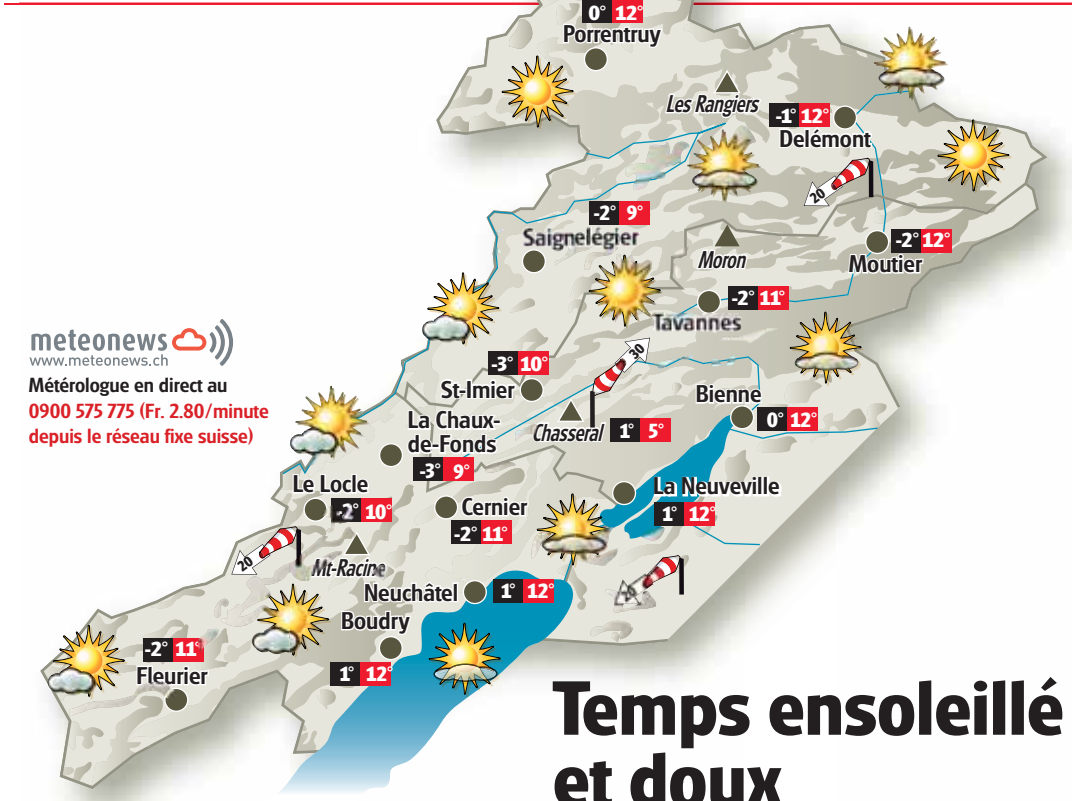 0° 12°
Porrentruy
Les Rangiers
-1° 12°
Delémont
20
-2° 9°
Saignelégier
Moron
-2° 12°
Moutier
-2° 11°
Tavannes
meteonews
www.meteonews.ch
Météorologue en direct au
0900 575 775 (Fr. 2.80/minute
depuis le réseau fixe suisse)
30
-3° 10°
St-Imier
Bienne
0° 12°
La Chaux-
de-Fonds
-3° 9°
Chasseral 1° 5°
Le Locle
-2° 10°
Cernier
-2° 11°
La Neuveville
1° 12°
20
Mt-Racine
20
Neuchâtel 1° 12°
Boudry
1° 12°
-2° 11°
Fleurier
Temps ensoleillé
et doux